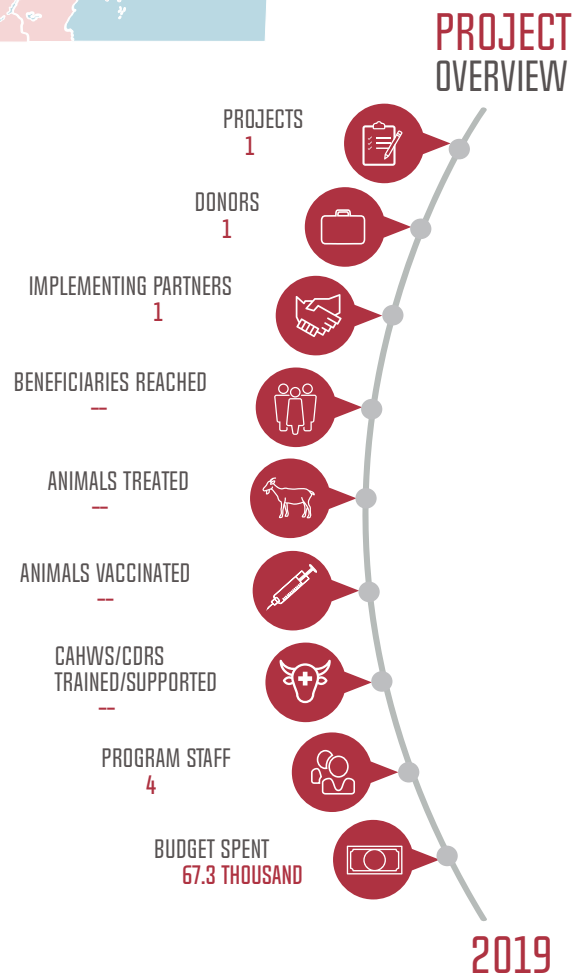 PROJECT
OVERVIEW
PROJECTS
1
DONORS
1
IMPLEMENTING PARTNERS
1
BENEFICIARIES REACHED
--
ANIMALS TREATED
--
ANIMALS VACCINATED
--
CAHWS/CDRS
TRAINED/SUPPORTED
--
PROGRAM STAFF
4
BUDGET SPENT
67.3 THOUSAND
2019